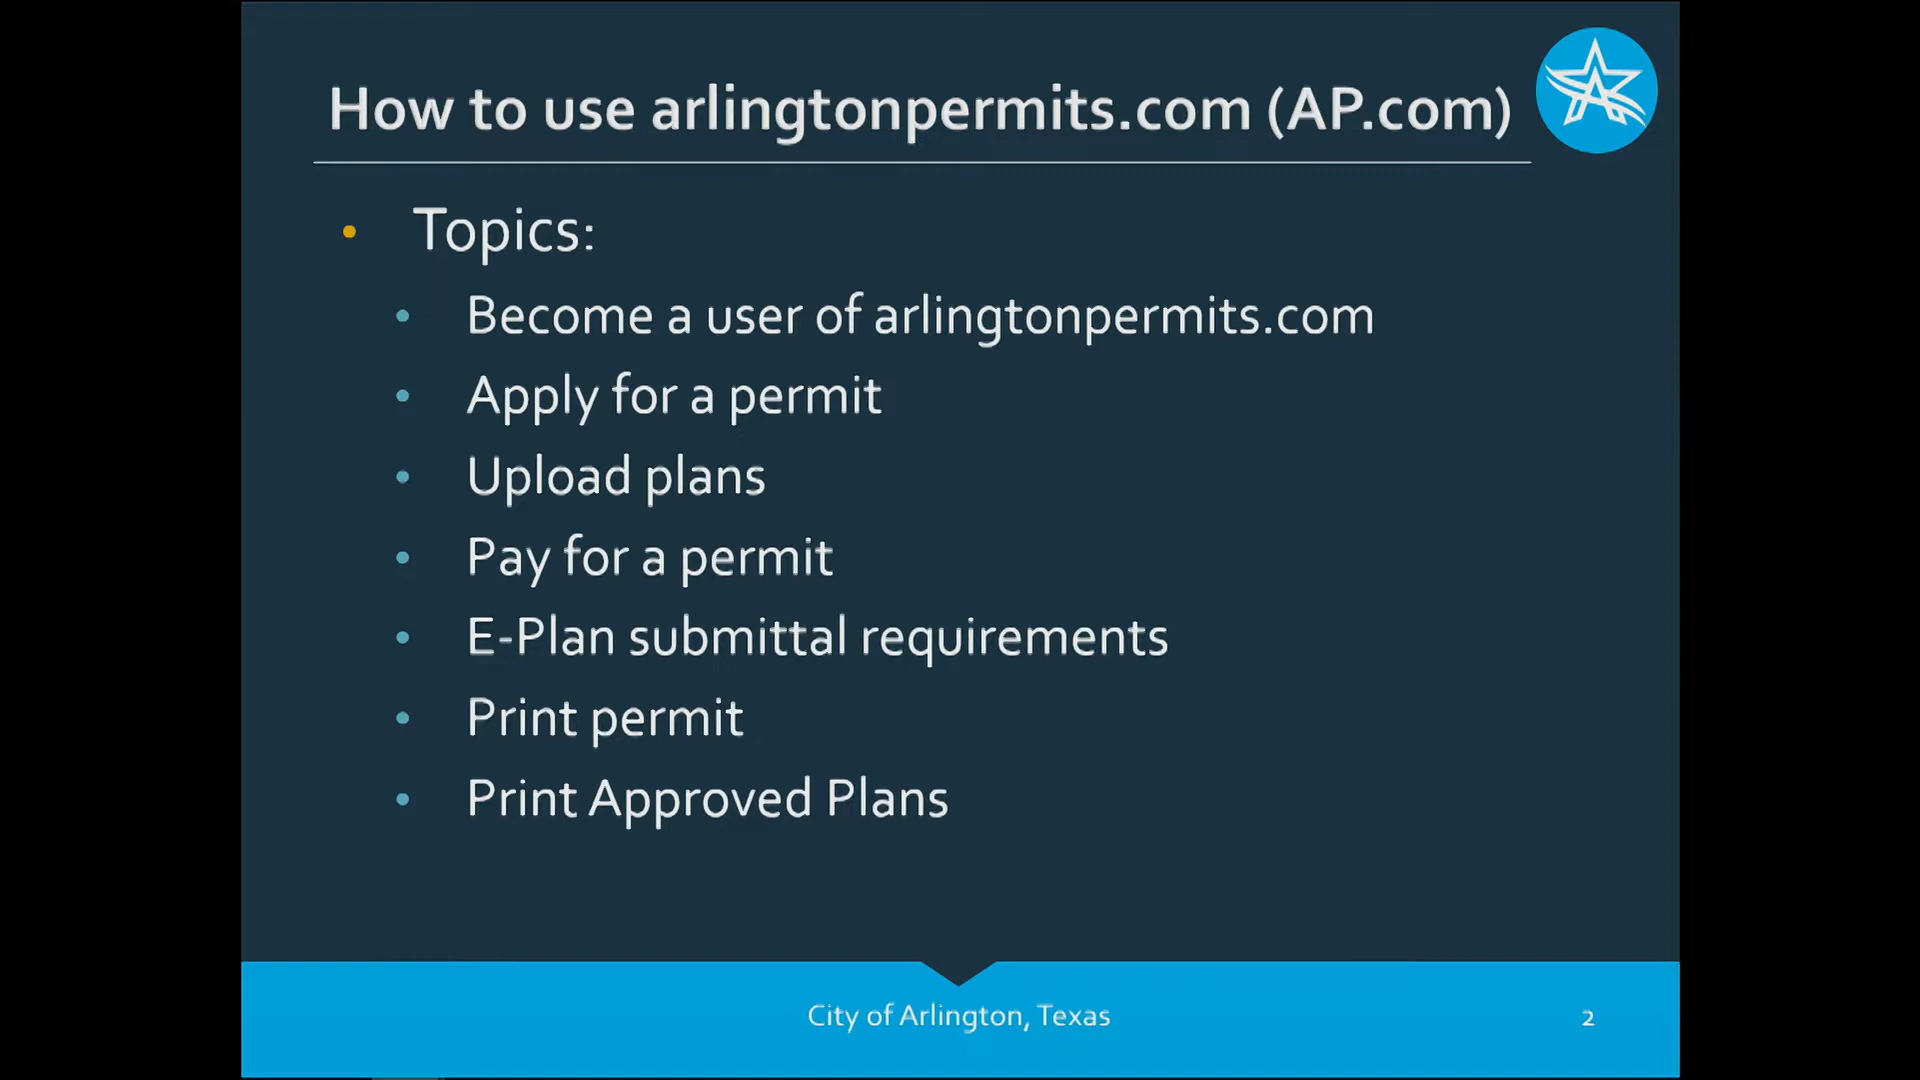 How to use arlingtonpermits.com (AP.com)
• Topics:
• Become a user of arlingtonpermits.com
• Apply for a permit
• Upload plans
• Pay for a permit
• E-Plan submittal requirements
• Print permit
• Print Approved Plans
City of Arlington, Texas
2